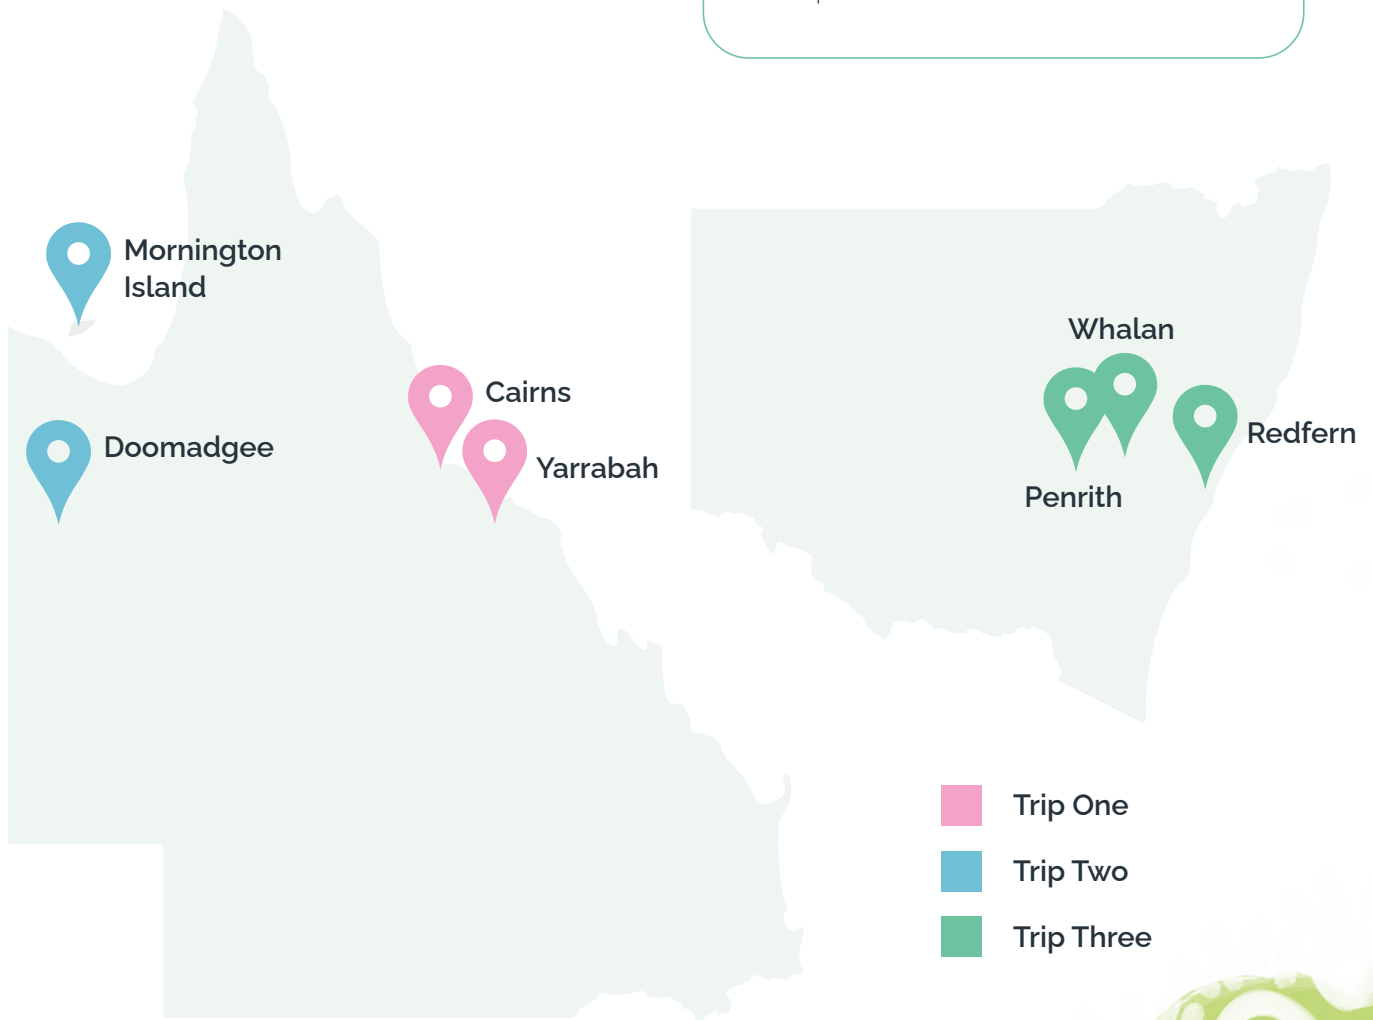 Mornington
Island
Doomadgee
Cairns
Yarrabah
Whalan
Redfern
Penrith
Trip One
Trip Two
Trip Three